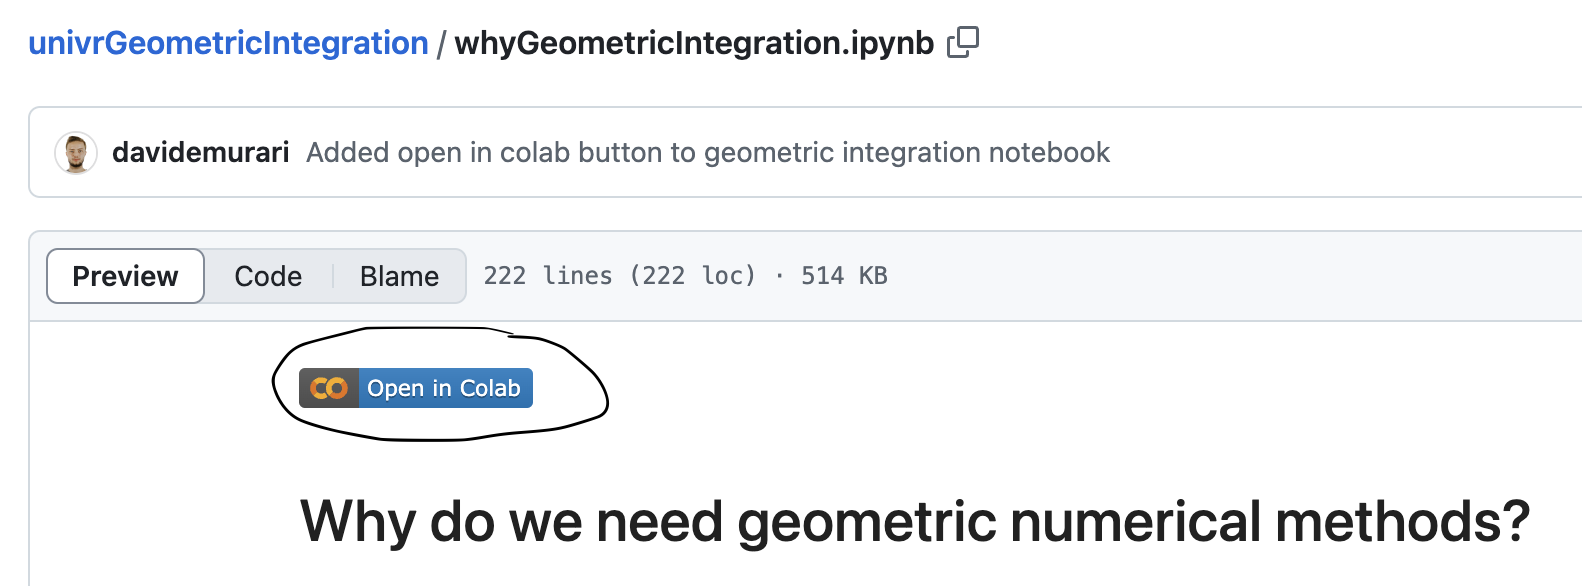 univrGeometricIntegration / whyGeometricIntegration.ipynb
davidemurari Added open in colab button to geometric integration notebook
Preview Code Blame 222 lines (222 loc) · 514 KB
Open in Colab
Why do we need geometric numerical methods?